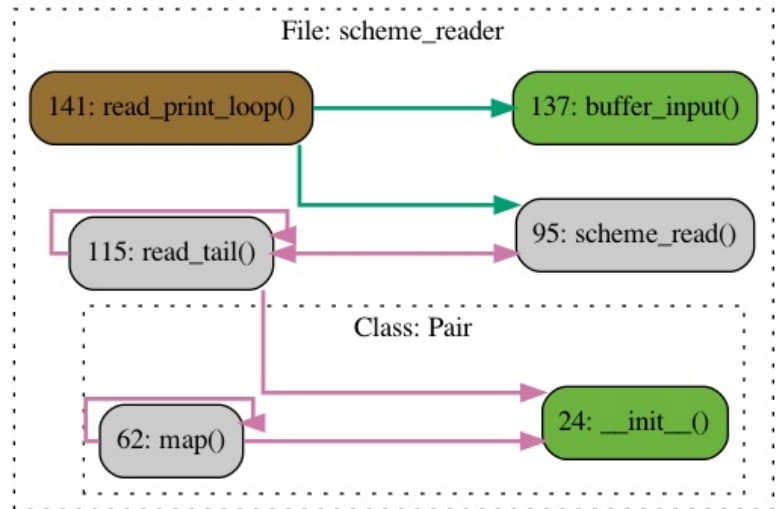 File: scheme_reader
141: read_print_loop()
137: buffer_input()
115: read_tail()
95: scheme_read()
Class: Pair
62: map()
24: __init__()